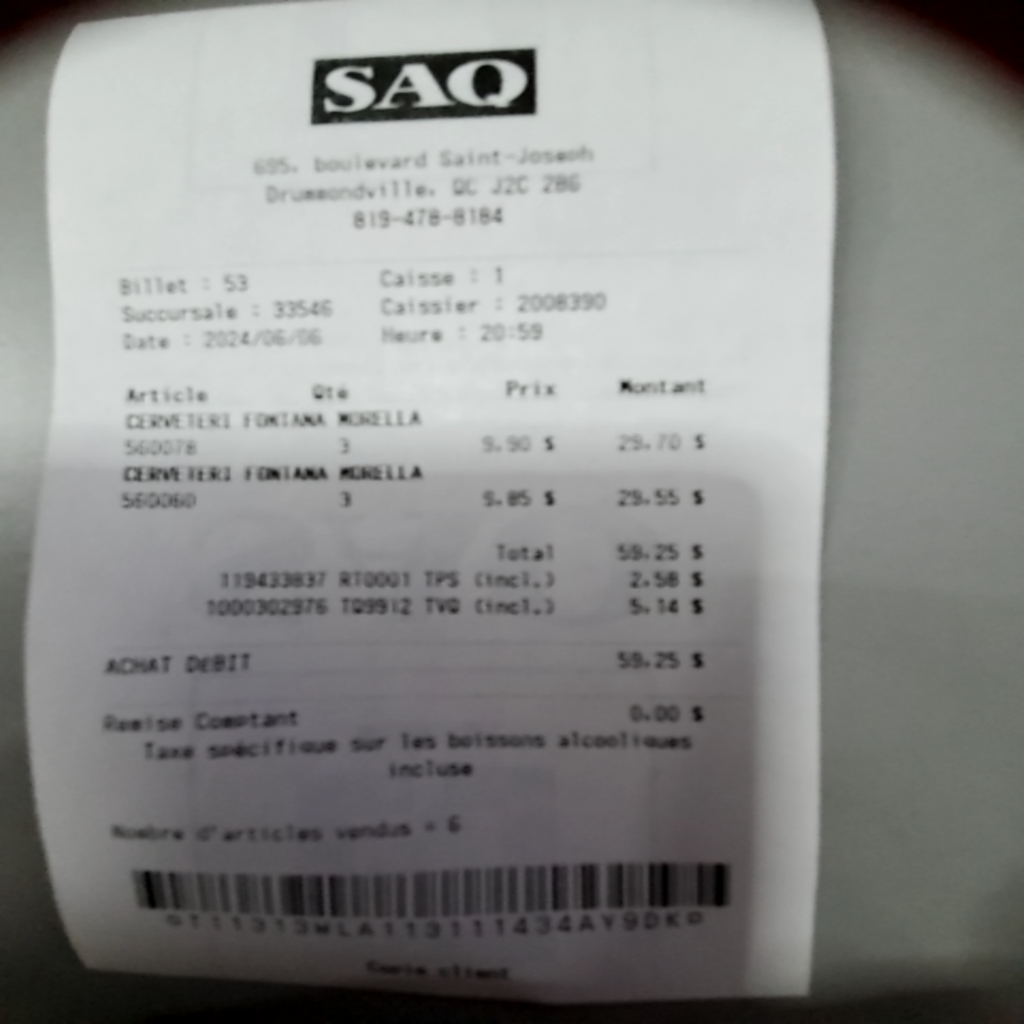 SAQ
695, boulevard Saint-Joseph
Drummondville, QC J2C 2B6
819-478-8184
Billet : 53 Caisse : 1
Succursale : 33546 Caissier : 2008390
Date : 2024/06/06 Heure : 20:59
Article Qté Prix Montant
CERVETERI FONTANA MORELLA
560078 3 9.90 $ 29.70 $
CERVETERI FONTANA MORELLA
560060 3 9.85 $ 29.55 $
Total 59.25 $
119433837 RT0001 TPS (incl.) 2.58 $
1000302976 TQ9912 TVQ (incl.) 5.14 $
ACHAT DEBIT 59.25 $
Remise Comptant 0.00 $
Taxe spécifique sur les boissons alcooliques
incluse
Nombre d'articles vendus = 6
Copie client